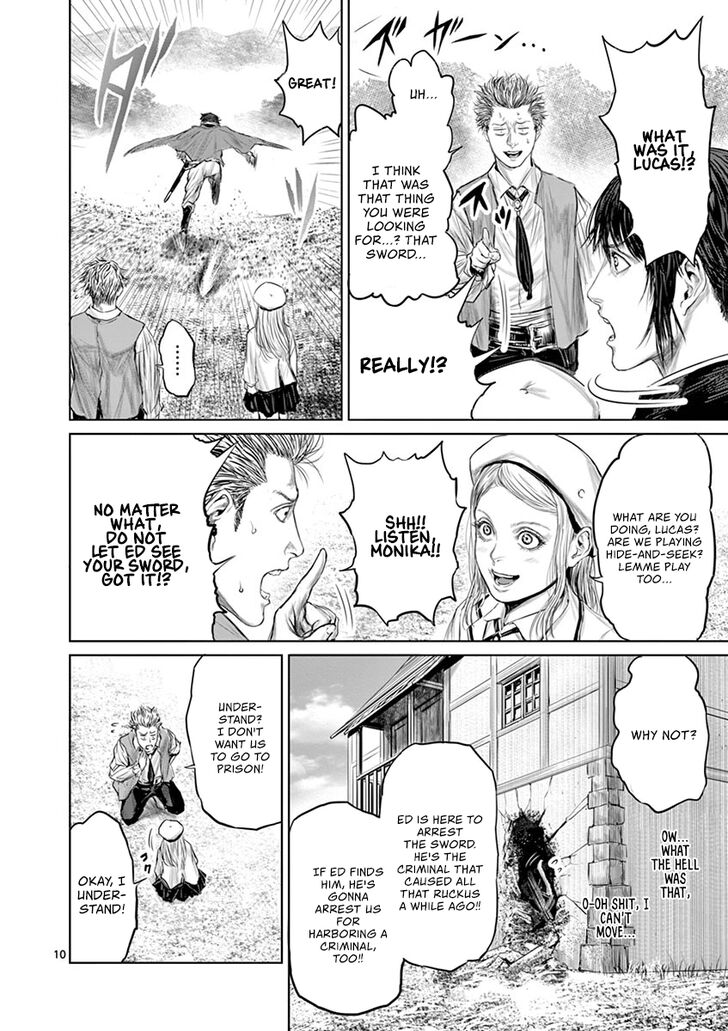 WHAT
WAS IT,
LUCAS!?
UH...
I THINK
THAT WAS
THAT THING
YOU WERE
LOOKING
FOR...? THAT
SWORD...
REALLY!?
GREAT!
......
WHAT ARE YOU
DOING, LUCAS?
ARE WE PLAYING
HIDE-AND-SEEK?
LEMME PLAY
TOO...
SHH!!
LISTEN,
MONIKA!!
NO MATTER
WHAT,
DO NOT
LET ED SEE
YOUR SWORD,
GOT IT!?
WHY NOT?
OW...
WHAT
THE HELL
WAS
THAT,
O-OH SHIT, I
CAN'T
MOVE...
ED IS HERE TO
ARREST
THE SWORD.
HE'S THE
CRIMINAL THAT
CAUSED ALL
THAT RUCKUS
A WHILE AGO!!
IF ED FINDS
HIM, HE'S
GONNA
ARREST US
FOR
HARBORING A
CRIMINAL,
TOO!!
UNDER-
STAND?
I DON'T
WANT US
TO GO TO
PRISON!
OKAY, I
UNDER-
STAND!
10